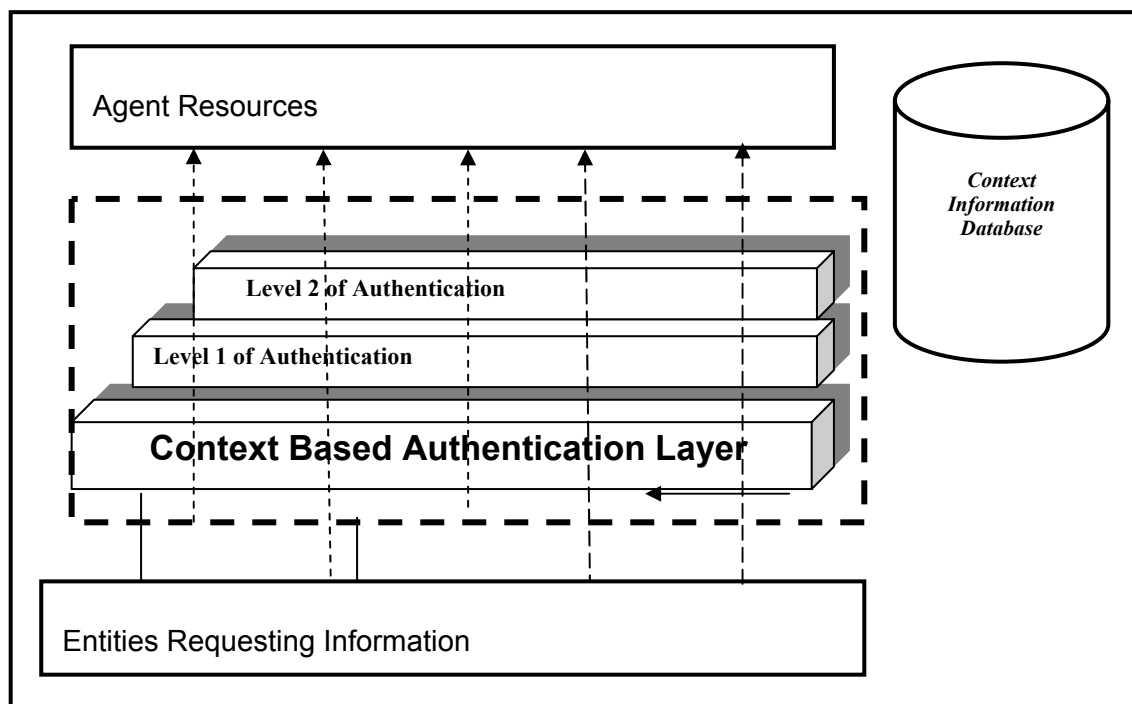 Agent Resources
Context
Information
Database
Level 2 of Authentication
Level 1 of Authentication
Context Based Authentication Layer
Entities Requesting Information